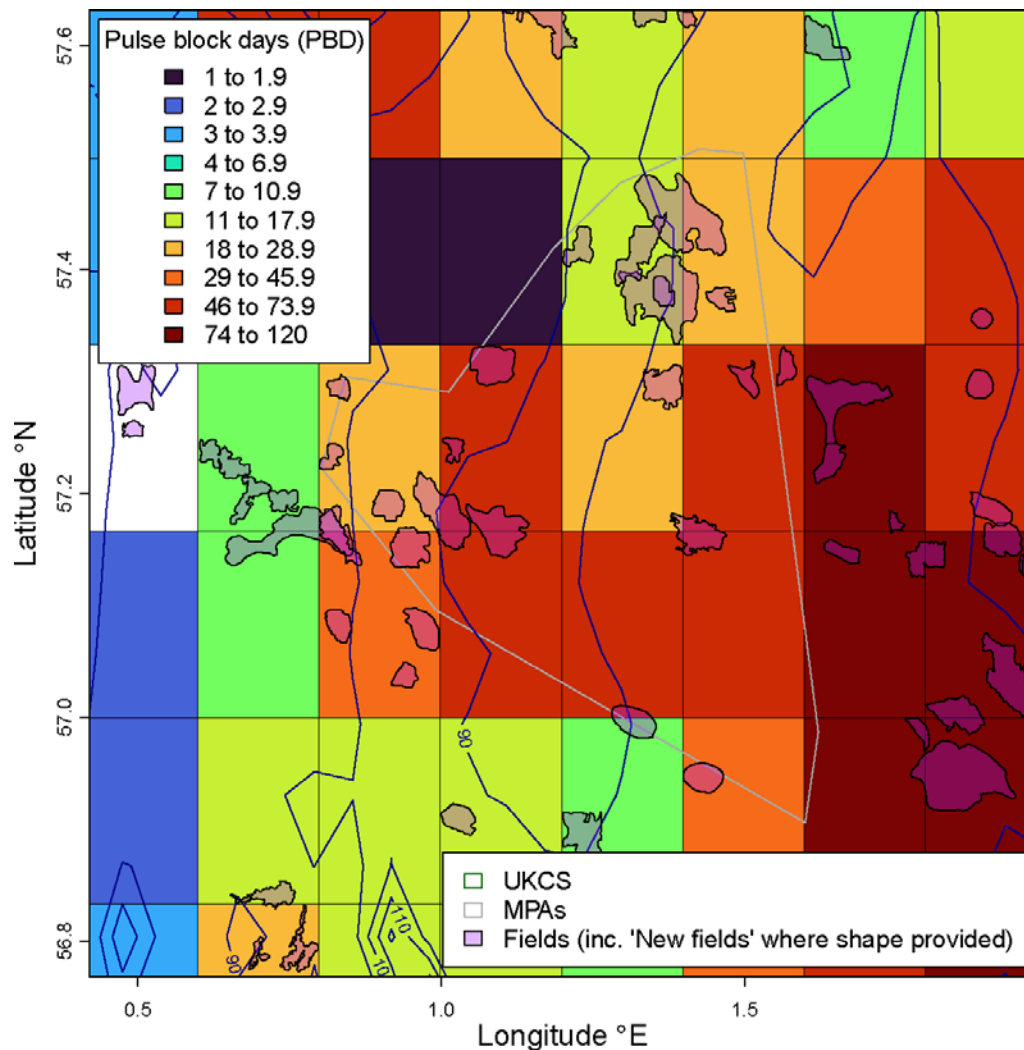 Pulse block days (PBD)
1 to 1.9
2 to 2.9
3 to 3.9
4 to 6.9
7 to 10.9
11 to 17.9
18 to 28.9
29 to 45.9
46 to 73.9
74 to 120
57.6
57.4
57.2
57.0
56.8
Latitude °N
90
90
110
10
UKCS
MPAs
Fields (inc. 'New fields' where shape provided)
0.5
1.0
1.5
Longitude °E